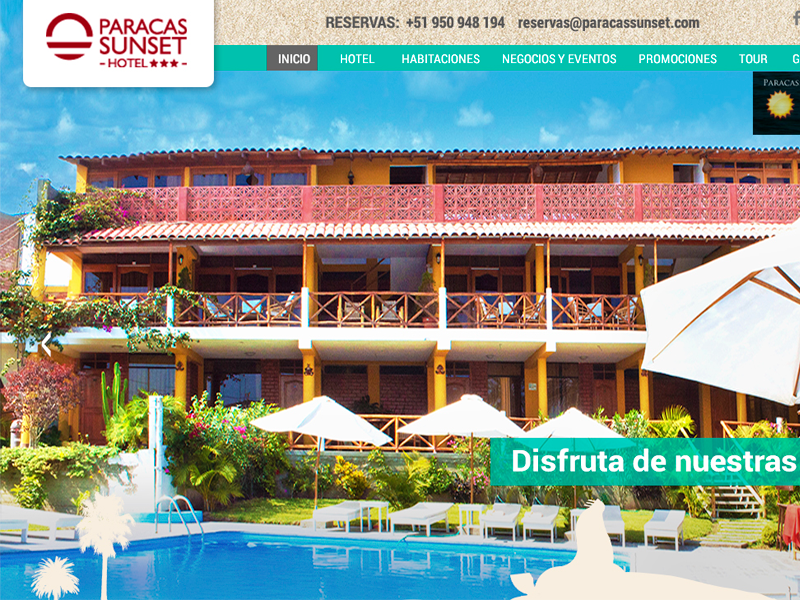 PARACAS
SUNSET
- HOTEL★★★ -
RESERVAS: +51 950 948 194 reservas@paracassunset.com
INICIO HOTEL HABITACIONES NEGOCIOS Y EVENTOS PROMOCIONES TOUR G
PARACAS
Disfruta de nuestras